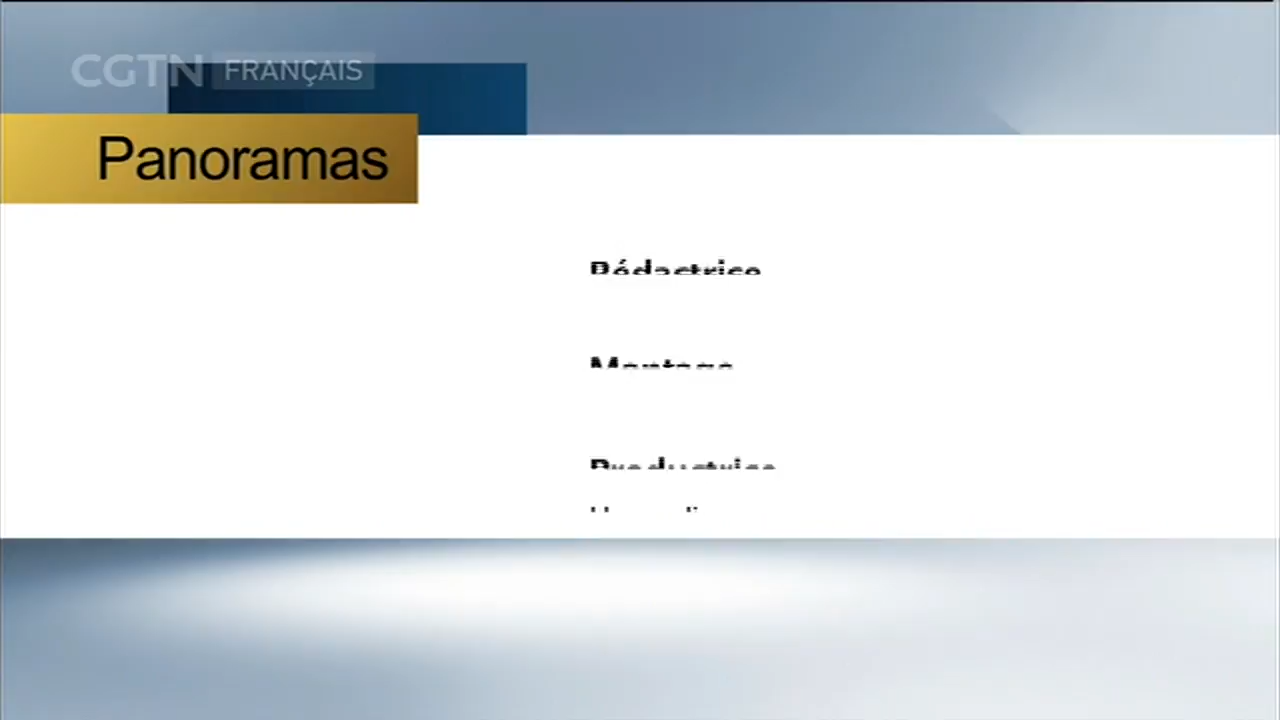 CGTN FRANÇAIS
Panoramas
Rédactrice
Montage
Productrice